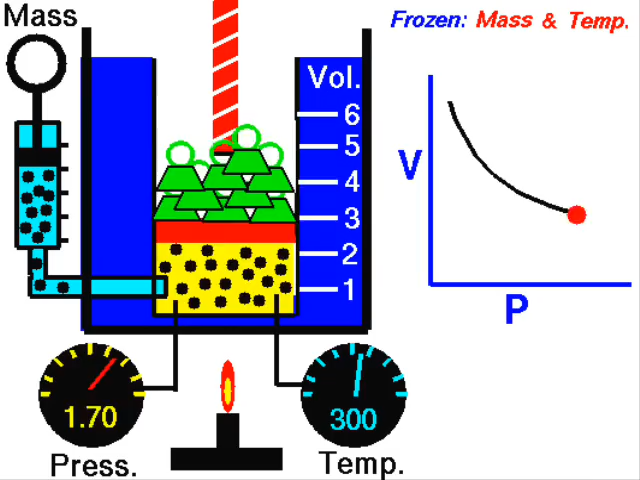 Mass
Frozen: Mass & Temp.
Vol.
6
5
4
3
2
1
V
P
1.70
300
Press.
Temp.